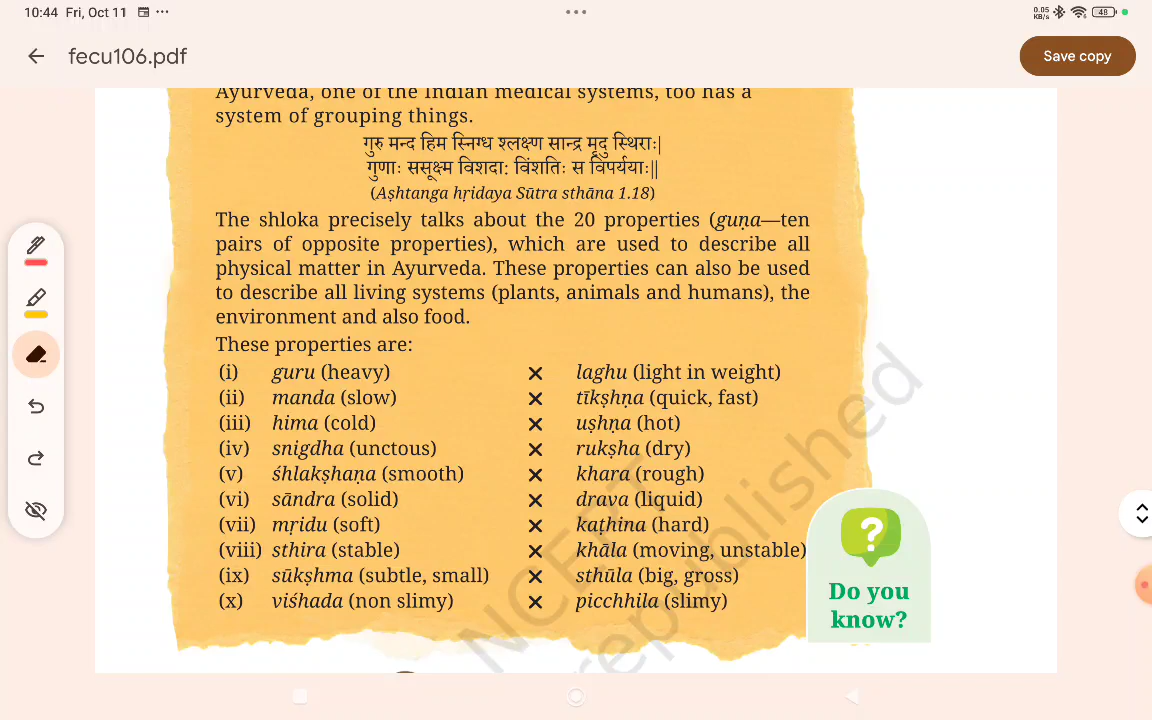 10:44 Fri, Oct 11
0.05 KB/s
48
fecu106.pdf
Save copy
Ayurveda, one of the Indian medical systems, too has a
system of grouping things.
गुरु मन्द हिम स्निग्ध श्लक्ष्ण सान्द्र मृदु स्थिराः|
गुणाः ससूक्ष्म विशदा: विंशतिः स विपर्ययाः||
(Aṣhtanga hṛidaya Sūtra sthāna 1.18)
The shloka precisely talks about the 20 properties (guṇa—ten
pairs of opposite properties), which are used to describe all
physical matter in Ayurveda. These properties can also be used
to describe all living systems (plants, animals and humans), the
environment and also food.
These properties are:
(i) guru (heavy) × laghu (light in weight)
(ii) manda (slow) × tīkṣhṇa (quick, fast)
(iii) hima (cold) × uṣhṇa (hot)
(iv) snigdha (unctous) × rukṣha (dry)
(v) śhlakṣhaṇa (smooth) × khara (rough)
(vi) sāndra (solid) × drava (liquid)
(vii) mṛidu (soft) × kaṭhina (hard)
(viii) sthira (stable) × khāla (moving, unstable)
(ix) sūkṣhma (subtle, small) × sthūla (big, gross)
(x) viśhada (non slimy) × picchhila (slimy)
Do you
know?
NCERT
republished